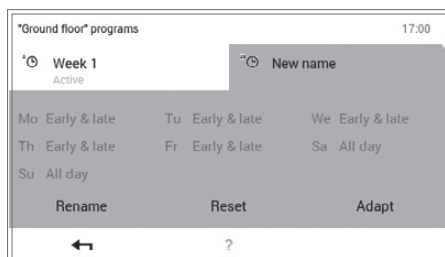 "Ground floor" programs 17:00
Week 1 New name
Active
Mo Early & late Tu Early & late We Early & late
Th Early & late Fr Early & late Sa All day
Su All day
Rename Reset Adapt
?